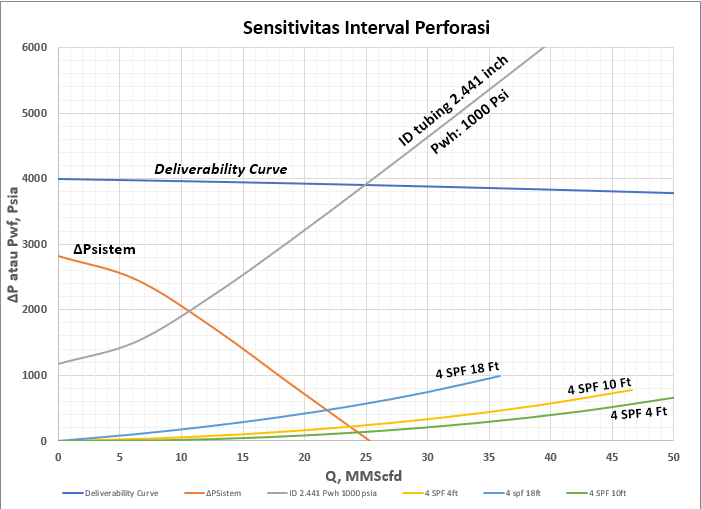 Sensitivitas Interval Perforasi
6000
5000
4000
3000
2000
1000
0
ΔP atau Pwf, Psia
ID tubing 2.441 inch
Pwh: 1000 Psi
Deliverability Curve
ΔPsistem
4 SPF 18 Ft
4 SPF 10 Ft
4 SPF 4 Ft
0 5 10 15 20 25 30 35 40 45 50
Q, MMScfd
Deliverability Curve ΔPSistem ID 2.441 Pwh 1000 psia 4 SPF 4ft 4 spf 18ft 4 SPF 10ft